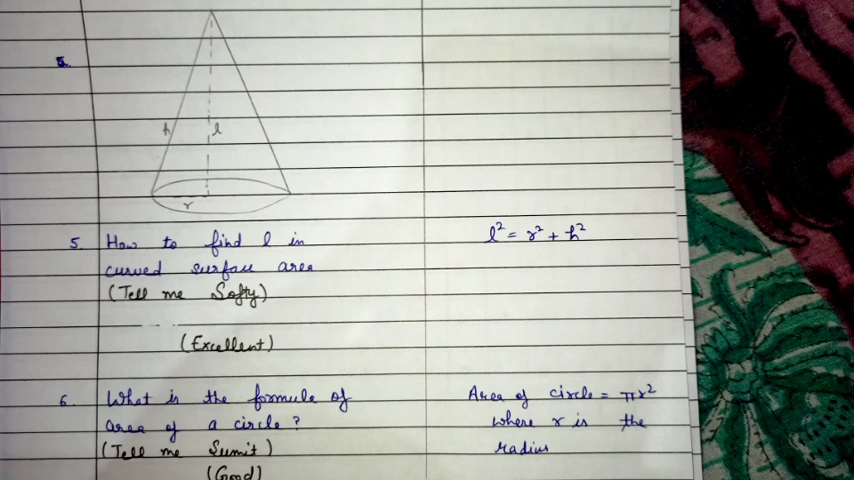 h
l
r
5. How to find l in
curved surface area
(Tell me Softy)
(Excellent)
l² = r² + h²
6. What is the formula of
area of a circle?
(Tell me Sumit)
(Good)
Area of circle = πr²
where r is the
radius